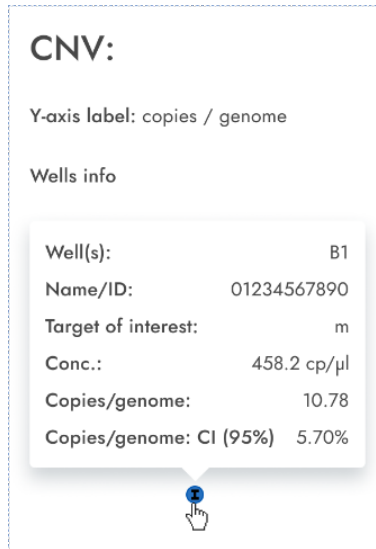 CNV:
Y-axis label: copies / genome
Wells info
Well(s): B1
Name/ID: 01234567890
Target of interest: m
Conc.: 458.2 cp/µl
Copies/genome: 10.78
Copies/genome: CI (95%) 5.70%